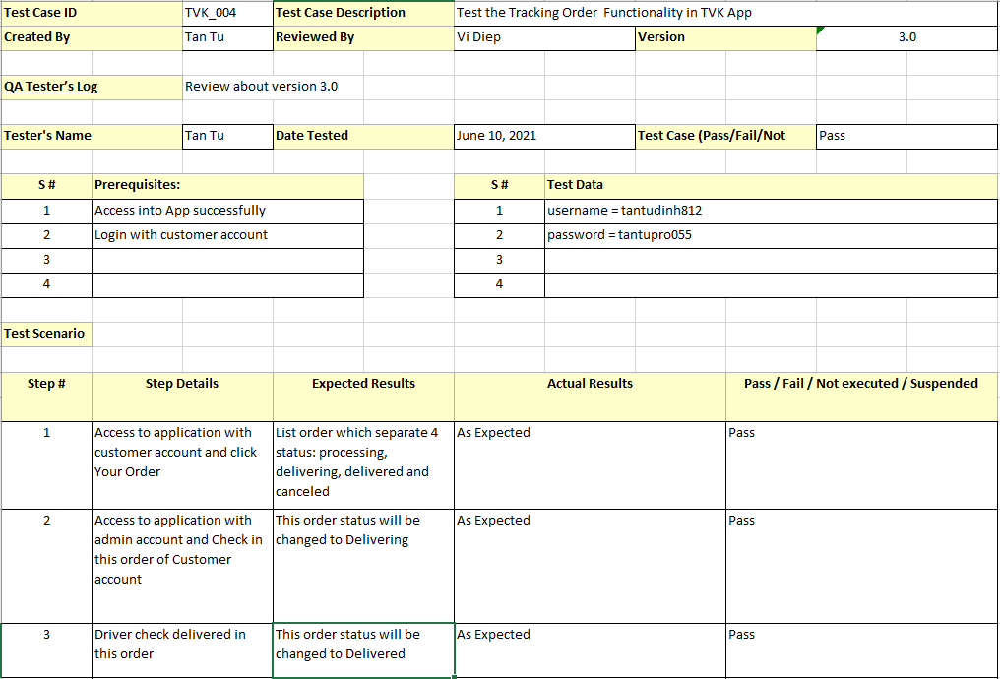 Test Case ID TVK_004 Test Case Description Test the Tracking Order Functionality in TVK App
Created By Tan Tu Reviewed By Vi Diep Version 3.0
QA Tester's Log Review about version 3.0
Tester's Name Tan Tu Date Tested June 10, 2021 Test Case (Pass/Fail/Not Pass
S # Prerequisites: S # Test Data
1 Access into App successfully 1 username = tantudinh812
2 Login with customer account 2 password = tantupro055
3 3
4 4
Test Scenario
Step # Step Details Expected Results Actual Results Pass / Fail / Not executed / Suspended
1 Access to application with List order which separate 4 As Expected Pass
customer account and click status: processing,
Your Order delivering, delivered and
canceled
2 Access to application with This order status will be As Expected Pass
admin account and Check in changed to Delivering
this order of Customer
account
3 Driver check delivered in This order status will be As Expected Pass
this order changed to Delivered